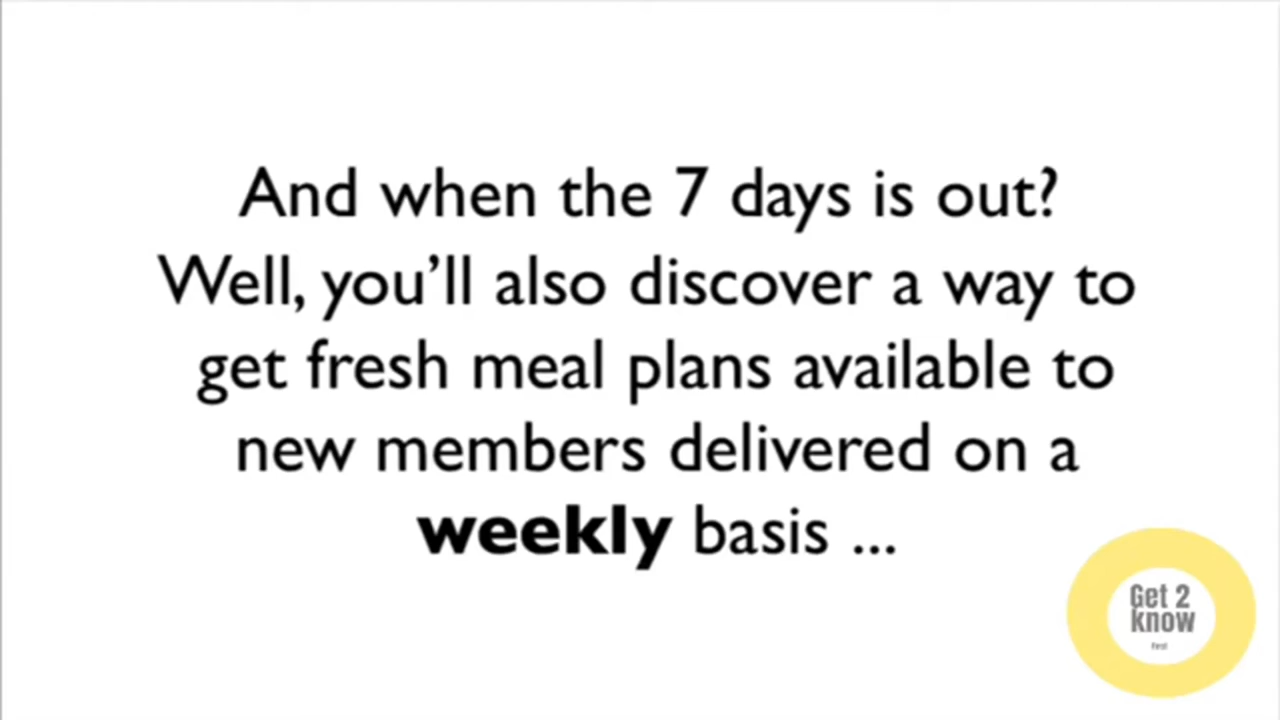 And when the 7 days is out?
Well, you’ll also discover a way to
get fresh meal plans available to
new members delivered on a
weekly basis ...
Get 2
know
first